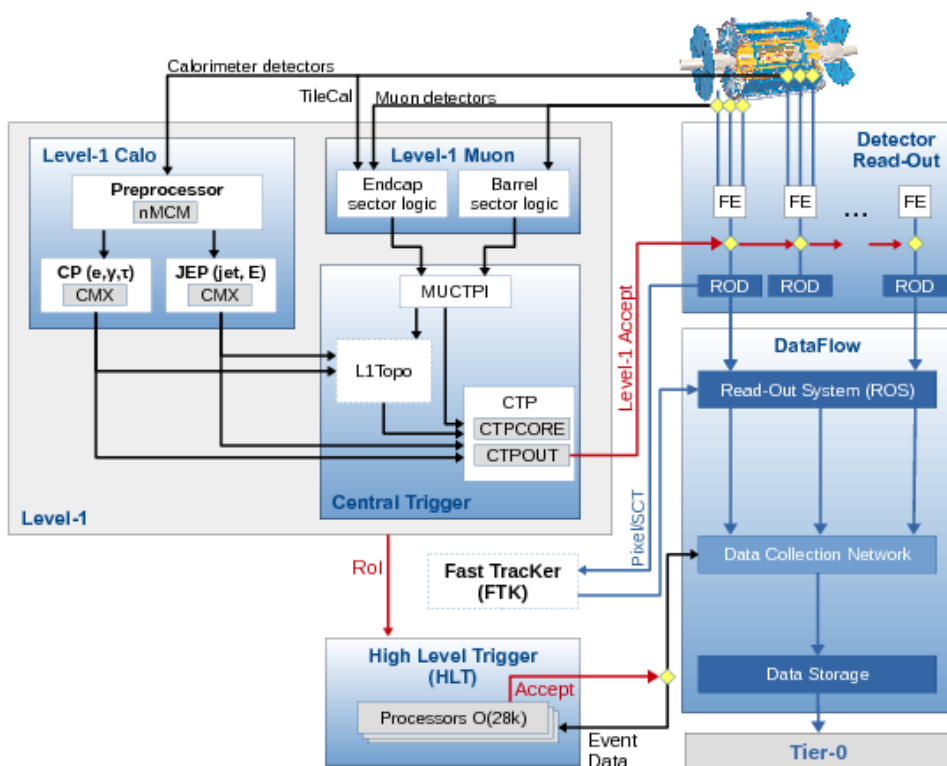 Calorimeter detectors
TileCal
Muon detectors
Detector
Read-Out
Level-1 Calo
Level-1 Muon
Preprocessor
nMCM
Endcap
sector logic
Barrel
sector logic
FE
FE
FE
...
CP (e,γ,τ)
CMX
JEP (jet, E)
CMX
MUCTPI
ROD
ROD
ROD
Level-1 Accept
DataFlow
L1Topo
Read-Out System (ROS)
CTP
CTPCORE
CTPOUT
Central Trigger
Level-1
Pixel/SCT
RoI
Fast TracKer
(FTK)
Data Collection Network
High Level Trigger
(HLT)
Accept
Processors O(28k)
Data Storage
Event
Data
Tier-0